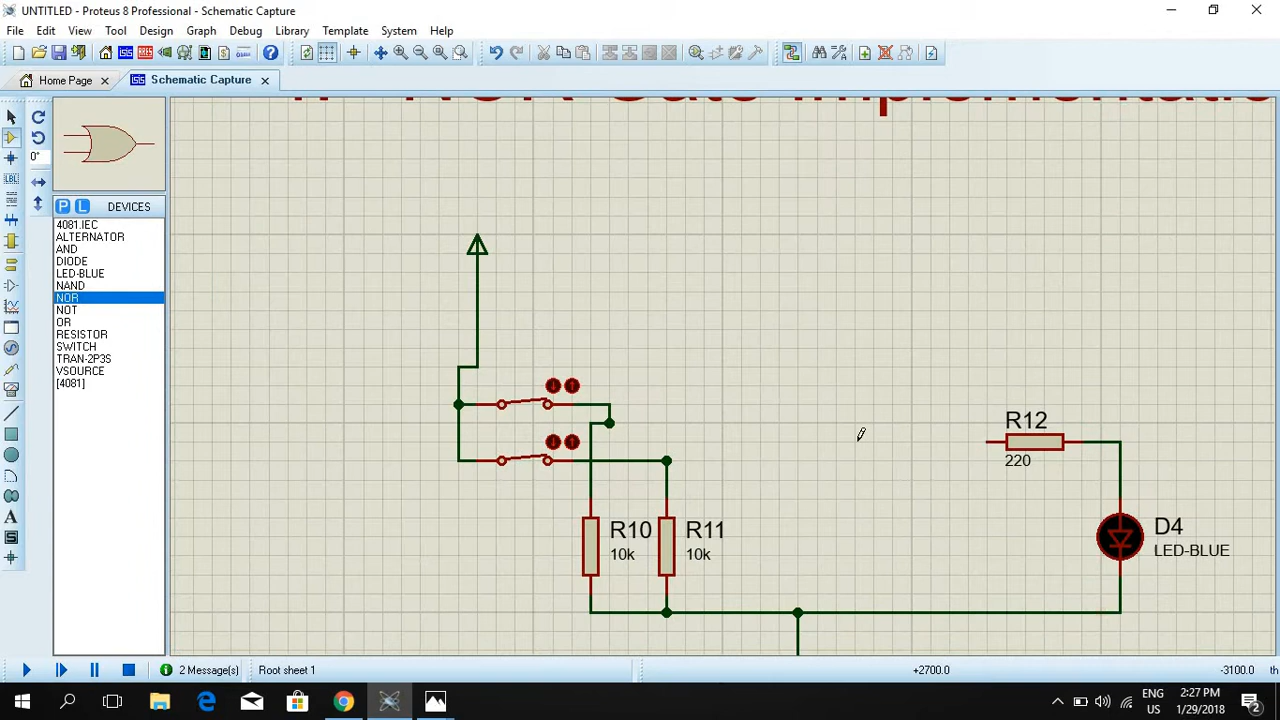 UNTITLED - Proteus 8 Professional - Schematic Capture
File Edit View Tool Design Graph Debug Library Template System Help
Home Page
Schematic Capture
0°
LBL
P L DEVICES
4081.IEC
ALTERNATOR
AND
DIODE
LED-BLUE
NAND
NOR
NOT
OR
RESISTOR
SWITCH
TRAN-2P3S
VSOURCE
[4081]
R12
220
R10
10k
R11
10k
D4
LED-BLUE
2 Message(s)
Root sheet 1
+2700.0
-3100.0
th
ENG
US
2:27 PM
1/29/2018
2